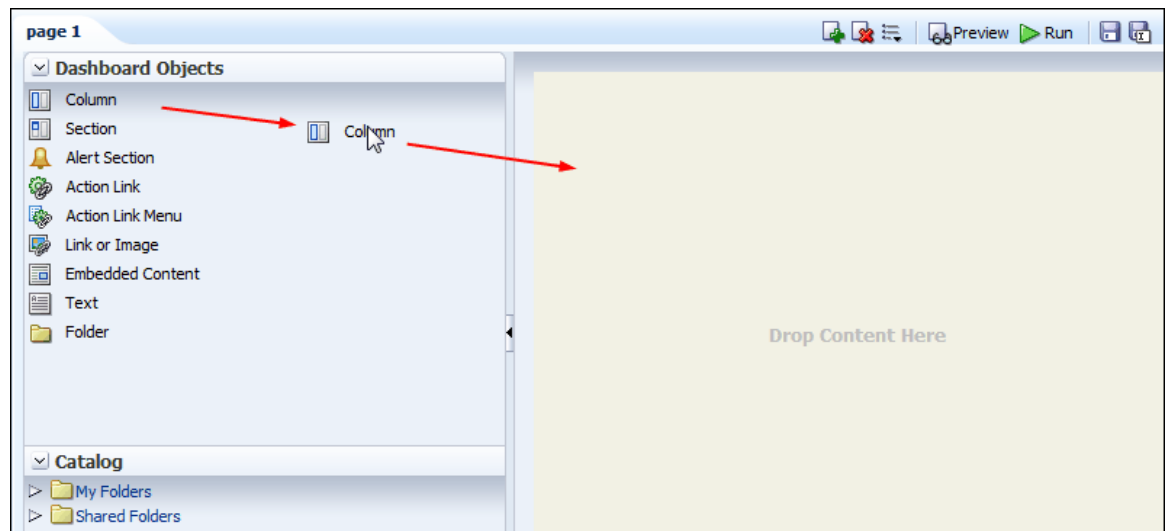 page 1
Preview Run
Dashboard Objects
Column
Section
Column
Alert Section
Action Link
Action Link Menu
Link or Image
Embedded Content
Text
Folder
Drop Content Here
Catalog
My Folders
Shared Folders